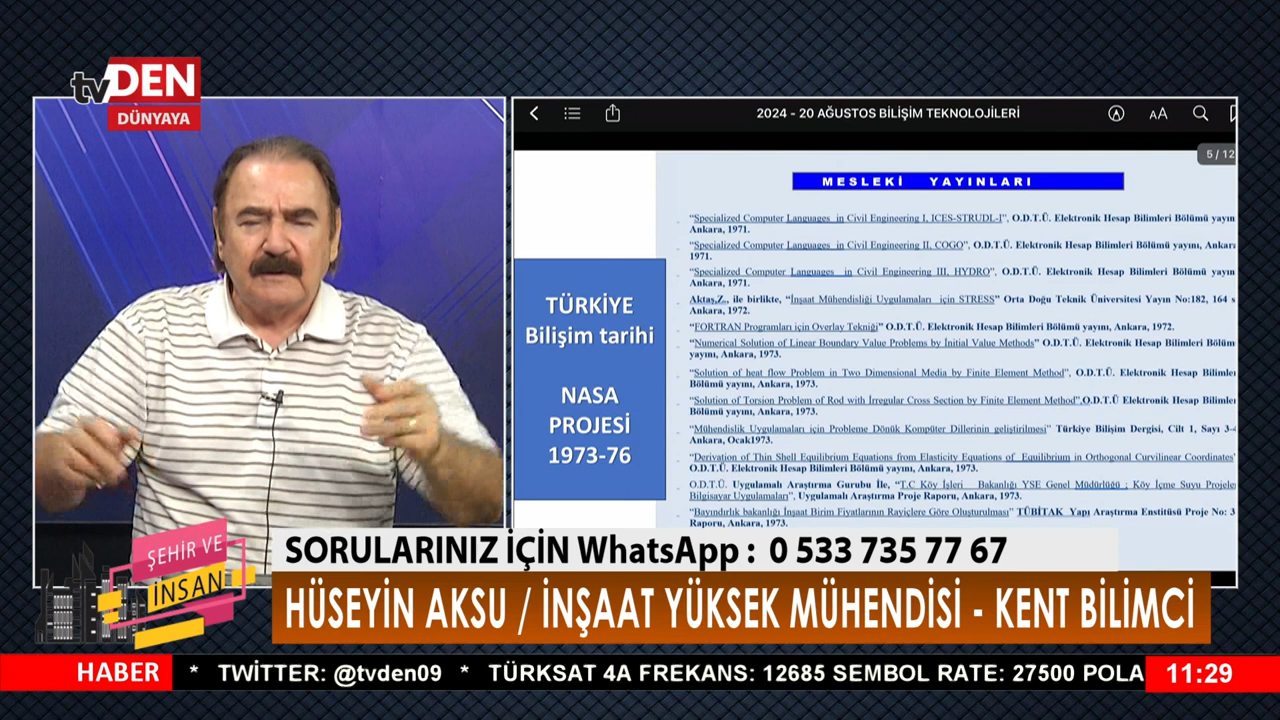 tvDEN
DÜNYAYA
2024 - 20 AĞUSTOS BİLİŞİM TEKNOLOJİLERİ
AA
5 / 12
MESLEKİ YAYINLARI
TÜRKİYE
Bilişim tarihi
NASA
PROJESİ
1973-76
“Specialized Computer Languages in Civil Engineering I, ICES-STRUDL-I”, O.D.T.Ü. Elektronik Hesap Bilimleri Bölümü yayın
Ankara, 1971.
“Specialized Computer Languages in Civil Engineering II, COGO”, O.D.T.Ü. Elektronik Hesap Bilimleri Bölümü yayını, Ankara
1971.
“Specialized Computer Languages in Civil Engineering III, HYDRO”, O.D.T.Ü. Elektronik Hesap Bilimleri Bölümü yayın
Ankara, 1971.
Aktaş,Z., ile birlikte, “İnşaat Mühendisliği Uygulamaları için STRESS” Orta Doğu Teknik Üniversitesi Yayın No:182, 164 s
Ankara, 1972.
“FORTRAN Programları için Overlay Tekniği” O.D.T.Ü. Elektronik Hesap Bilimleri Bölümü yayını, Ankara, 1972.
“Numerical Solution of Linear Boundary Value Problems by İnitial Value Methods” O.D.T.Ü. Elektronik Hesap Bilimleri Bölüm
yayını, Ankara, 1973.
“Solution of heat flow Problem in Two Dimensional Media by Finite Element Method”, O.D.T.Ü. Elektronik Hesap Bilimler
Bölümü yayını, Ankara, 1973.
“Solution of Torsion Problem of Rod with İrregular Cross Section by Finite Element Method”,O.D.T.Ü Elektronik Hesap Bilimler
Bölümü yayını, Ankara, 1973.
“Mühendislik Uygulamaları için Probleme Dönük Kompüter Dillerinin geliştirilmesi” Türkiye Bilişim Dergisi, Cilt 1, Sayı 3-4
Ankara, Ocak1973.
“Derivation of Thin Shell Equilibrium Equations from Elasticity Equations of Equilibrium in Orthogonal Curvilinear Coordinates”
O.D.T.Ü. Elektronik Hesap Bilimleri Bölümü yayını, Ankara, 1973.
O.D.T.Ü. Uygulamalı Araştırma Gurubu İle, “T.C Köy İşleri Bakanlığı YSE Genel Müdürlüğü ; Köy İçme Suyu Projeler
Bilgisayar Uygulamaları”, Uygulamalı Araştırma Proje Raporu, Ankara, 1973.
“Bayındırlık bakanlığı İnşaat Birim Fiyatlarının Rayiçlere Göre Oluşturulması” TÜBİTAK Yapı Araştırma Enstitüsü Proje No: 3
Raporu, Ankara, 1973.
ŞEHİR VE
İNSAN
SORULARINIZ İÇİN WhatsApp : 0 533 735 77 67
HÜSEYİN AKSU / İNŞAAT YÜKSEK MÜHENDİSİ - KENT BİLİMCİ
HABER * TWİTTER: @tvden09 * TÜRKSAT 4A FREKANS: 12685 SEMBOL RATE: 27500 POLA 11:29